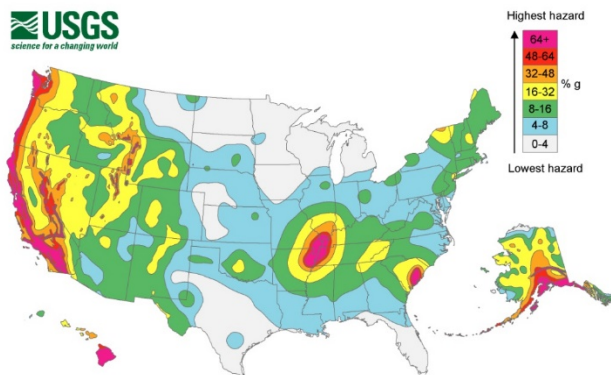 USGS
science for a changing world
Highest hazard
64+
48-64
32-48
16-32
8-16
4-8
0-4
% g
Lowest hazard